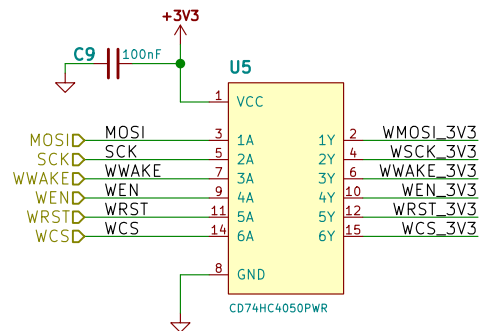 +3V3
C9 100nF
U5
1 VCC
MOSI MOSI 3 1A 1Y 2 WMOSI_3V3
SCK SCK 5 2A 2Y 4 WSCK_3V3
WWAKE WWAKE 7 3A 3Y 6 WWAKE_3V3
WEN WEN 9 4A 4Y 10 WEN_3V3
WRST WRST 11 5A 5Y 12 WRST_3V3
WCS WCS 14 6A 6Y 15 WCS_3V3
8 GND
CD74HC4050PWR